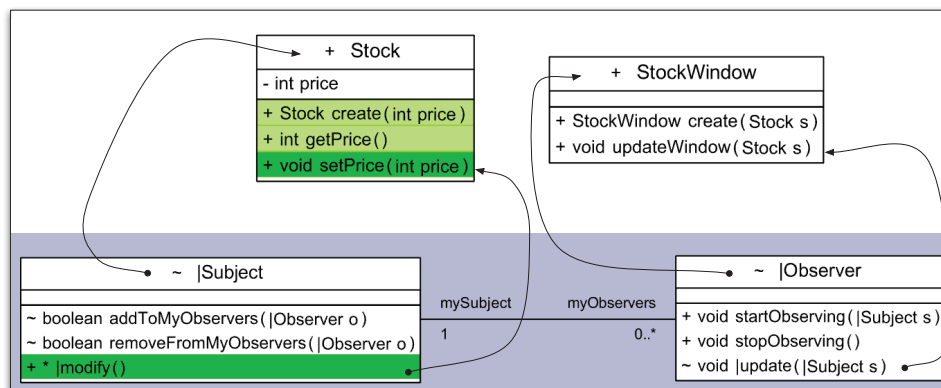 + Stock
- int price
+ Stock create(int price)
+ int getPrice()
+ void setPrice(int price)
+ StockWindow
+ StockWindow create(Stock s)
+ void updateWindow(Stock s)
~ |Subject
~ boolean addToMyObservers(|Observer o)
~ boolean removeFromMyObservers(|Observer o)
+ * |modify()
mySubject
1
myObservers
0..*
~ |Observer
+ void startObserving(|Subject s)
+ void stopObserving()
~ void |update(|Subject s)